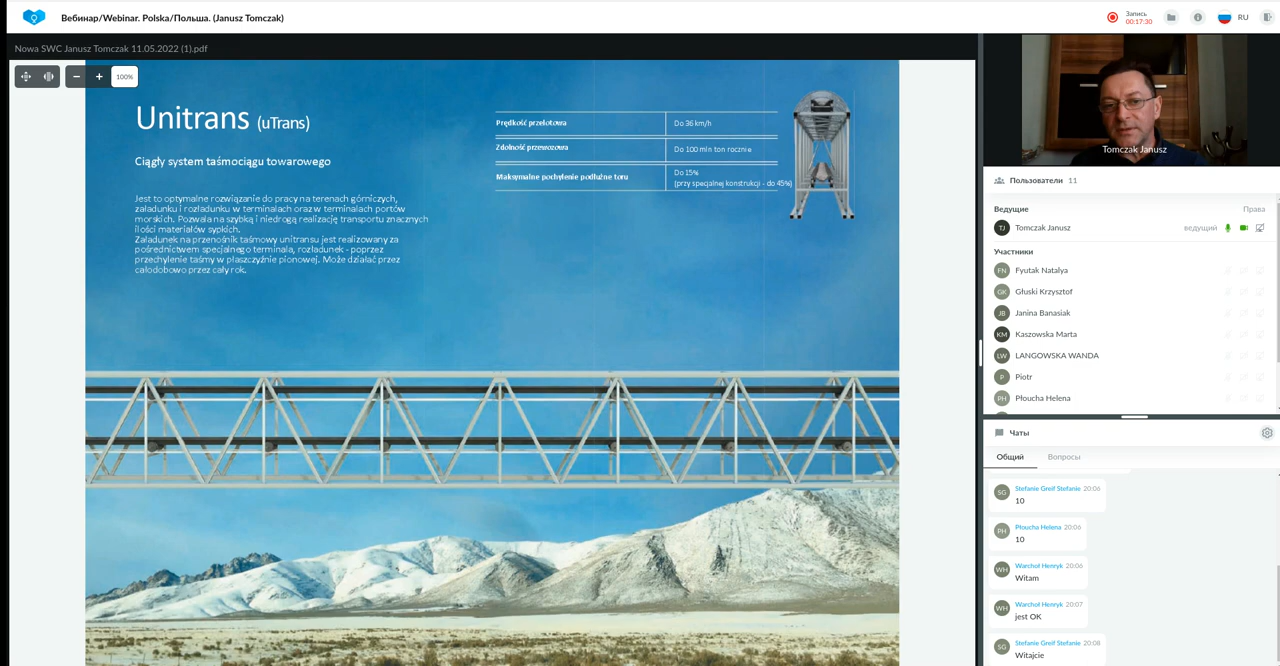 Вебинар/Webinar. Polska/Польша. (Janusz Tomczak)
Запись
00:17:30
RU
Nowa SWC Janusz Tomczak 11.05.2022 (1).pdf
100%
Unitrans (uTrans)
Ciągły system taśmociągu towarowego
Jest to optymalne rozwiązanie do pracy na terenach górniczych,
załadunku i rozładunku w terminalach oraz w terminalach portów
morskich. Pozwala na szybką i niedrogą realizację transportu znacznych
ilości materiałów sypkich.
Załadunek na przenośnik taśmowy unitransu jest realizowany za
pośrednictwem specjalnego terminala, rozładunek - poprzez
przechylenie taśmy w płaszczyźnie pionowej. Może działać przez
całodobowo przez cały rok.
Prędkość przelotowa
Do 36 km/h
Zdolność przewozowa
Do 100 mln ton rocznie
Maksymalne pochylenie podłużne toru
Do 15%
(przy specjalnej konstrukcji - do 45%)
Tomczak Janusz
Пользователи 11
Ведущие Права
TJ Tomczak Janusz ведущий
Участники
FN Fyutak Natalya
GK Głuski Krzysztof
JB Janina Banasiak
KM Kaszowska Marta
LW LANGOWSKA WANDA
P Piotr
PH Płoucha Helena
Чаты
Общий Вопросы
SG Stefanie Greif Stefanie 20:06
10
PH Płoucha Helena 20:06
10
WH Warchoł Henryk 20:06
Witam
WH Warchoł Henryk 20:07
jest OK
SG Stefanie Greif Stefanie 20:08
Witajcie